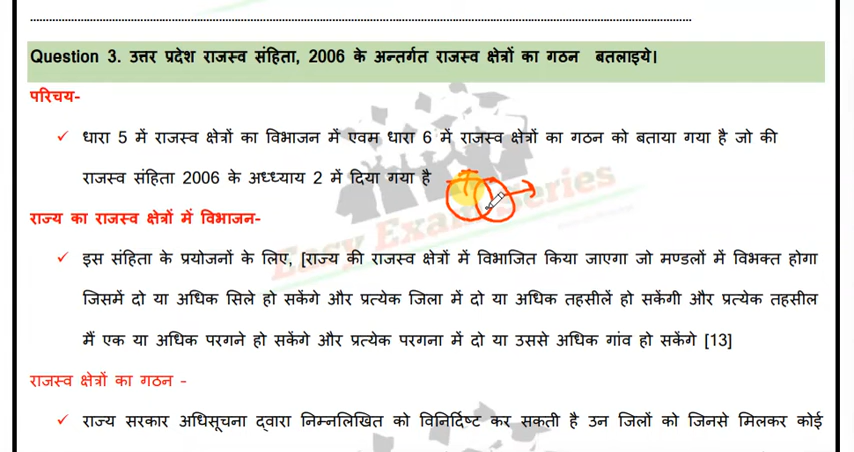 Question 3. उत्तर प्रदेश राजस्व संहिता, 2006 के अन्तर्गत राजस्व क्षेत्रों का गठन बतलाइये।
परिचय-
✓ धारा 5 में राजस्व क्षेत्रों का विभाजन में एवम धारा 6 में राजस्व क्षेत्रों का गठन को बताया गया है जो की
राजस्व संहिता 2006 के अध्ध्याय 2 में दिया गया है
Easy Exam Series
राज्य का राजस्व क्षेत्रों में विभाजन-
✓ इस संहिता के प्रयोजनों के लिए, [राज्य की राजस्व क्षेत्रों में विभाजित किया जाएगा जो मण्डलों में विभक्त होगा
जिसमें दो या अधिक सिले हो सकेंगे और प्रत्येक जिला में दो या अधिक तहसीलें हो सकेंगी और प्रत्येक तहसील
मैं एक या अधिक परगने हो सकेंगे और प्रत्येक परगना में दो या उससे अधिक गांव हो सकेंगे [13]
राजस्व क्षेत्रों का गठन -
✓ राज्य सरकार अधिसूचना द्वारा निम्नलिखित को विनिर्दिष्ट कर सकती है उन जिलों को जिनसे मिलकर कोई